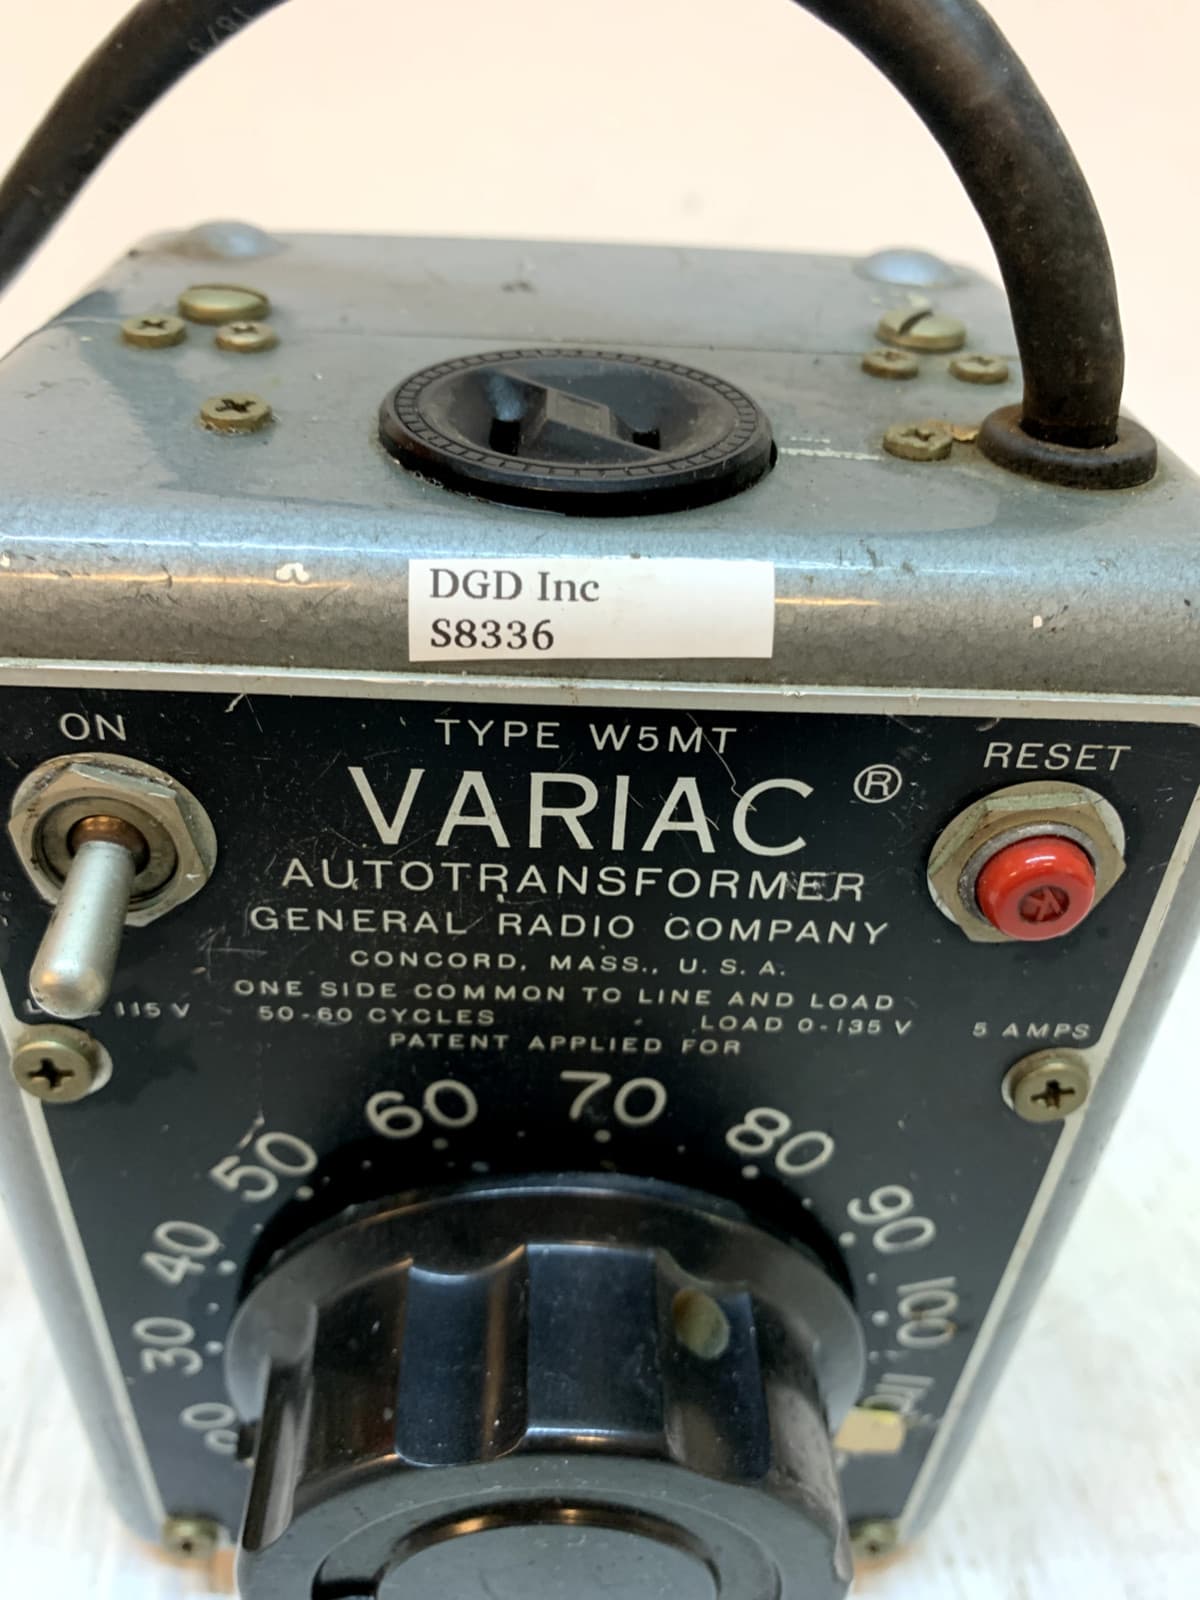 DGD Inc
S8336
ON
TYPE W5MT
RESET
VARIAC ®
AUTOTRANSFORMER
GENERAL RADIO COMPANY
CONCORD, MASS., U. S. A.
ONE SIDE COMMON TO LINE AND LOAD
115 V 50-60 CYCLES LOAD 0-135 V 5 AMPS
PATENT APPLIED FOR
30 40 50 60 70 80 90 100